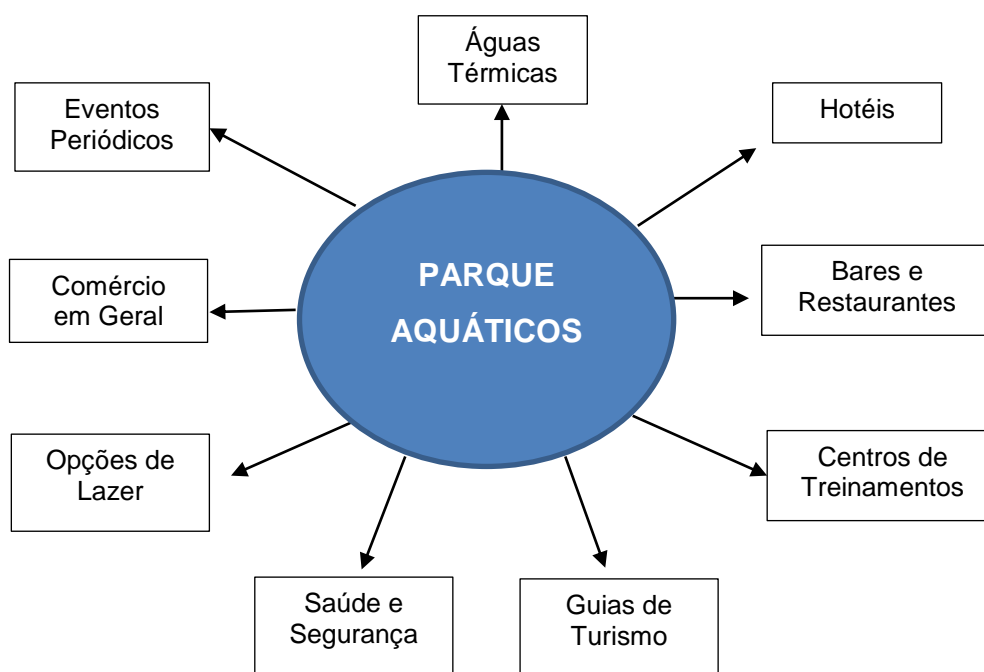 Águas
Térmicas
Eventos
Periódicos
Hotéis
PARQUE
AQUÁTICOS
Comércio
em Geral
Bares e
Restaurantes
Opções de
Lazer
Centros de
Treinamentos
Saúde e
Segurança
Guias de
Turismo